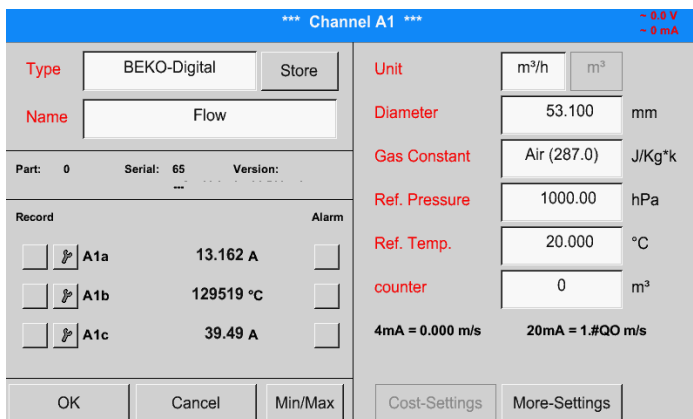 *** Channel A1 ***
~ 0.0 V
~ 0 mA
Type BEKO-Digital Store
Name Flow
Part: 0 Serial: 65 Version:
---
Record Alarm
A1a 13.162 A
A1b 129519 °C
A1c 39.49 A
OK Cancel Min/Max
Unit m³/h m³
Diameter 53.100 mm
Gas Constant Air (287.0) J/Kg*k
Ref. Pressure 1000.00 hPa
Ref. Temp. 20.000 °C
counter 0 m³
4mA = 0.000 m/s 20mA = 1.#QO m/s
Cost-Settings More-Settings